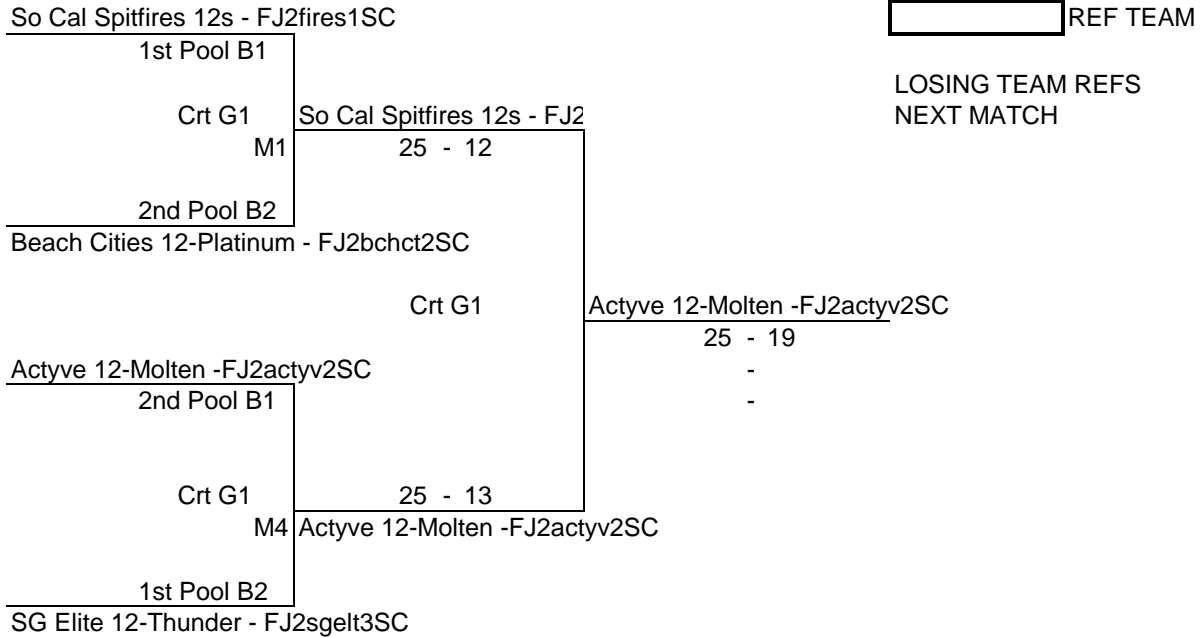 So Cal Spitfires 12s - FJ2fires1SC
REF TEAM
1st Pool B1
LOSING TEAM REFS
NEXT MATCH
Crt G1
So Cal Spitfires 12s - FJ2
M1
25 - 12
2nd Pool B2
Beach Cities 12-Platinum - FJ2bchct2SC
Crt G1
Actyve 12-Molten -FJ2actyv2SC
25 - 19
-
-
Actyve 12-Molten -FJ2actyv2SC
2nd Pool B1
Crt G1
25 - 13
M4
Actyve 12-Molten -FJ2actyv2SC
1st Pool B2
SG Elite 12-Thunder - FJ2sgelt3SC